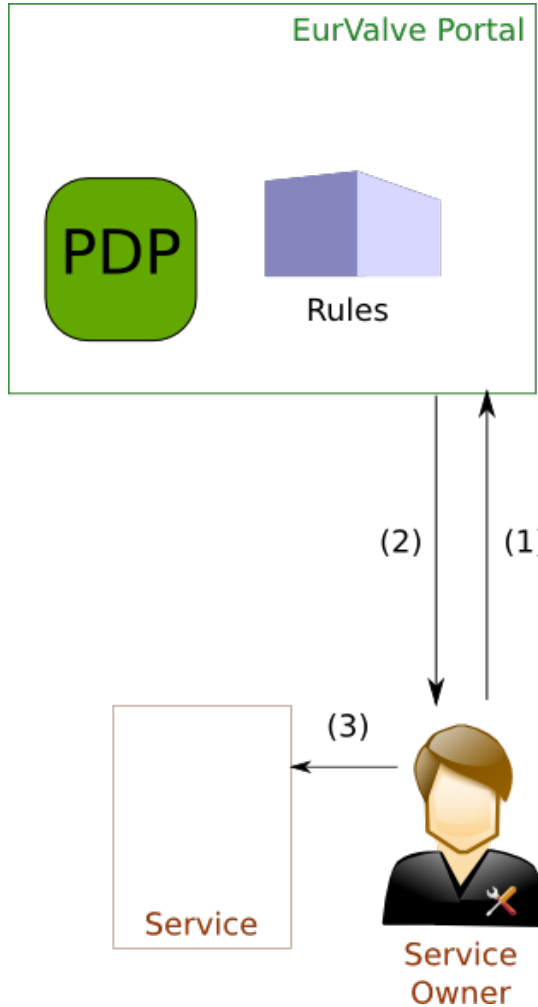 EurValve Portal
PDP
Rules
(2)
(1)
(3)
Service
Service
Owner